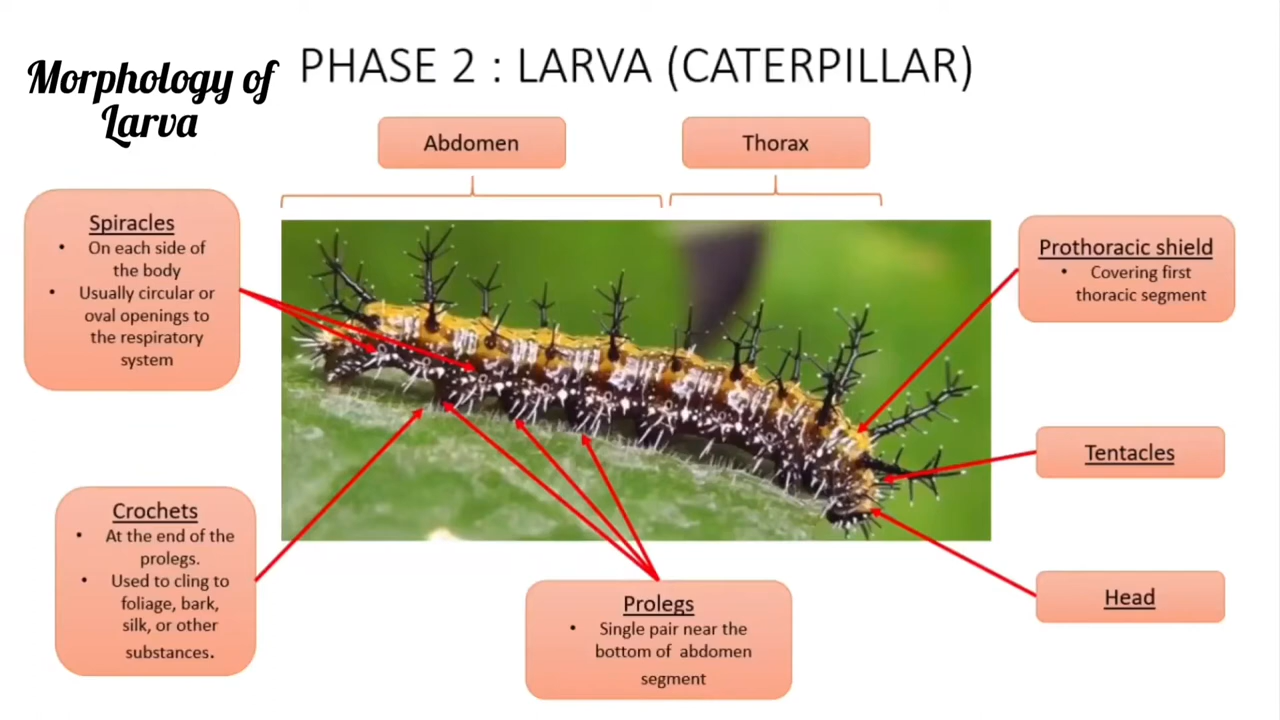 Morphology of
Larva
PHASE 2 : LARVA (CATERPILLAR)
Abdomen
Thorax
Spiracles
• On each side of
the body
• Usually circular or
oval openings to
the respiratory
system
Prothoracic shield
• Covering first
thoracic segment
Tentacles
Crochets
• At the end of the
prolegs.
• Used to cling to
foliage, bark,
silk, or other
substances.
Prolegs
• Single pair near the
bottom of abdomen
segment
Head